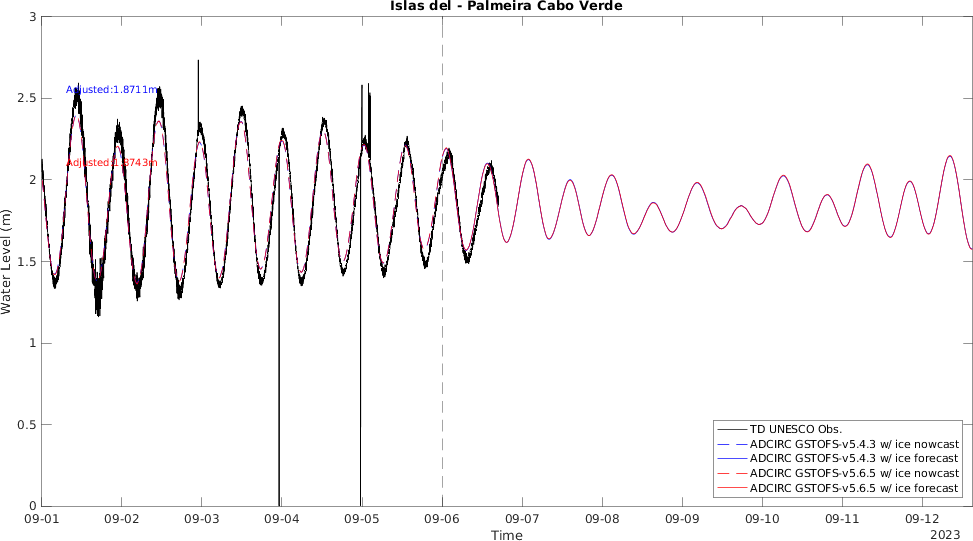 Islas del - Palmeira Cabo Verde
3
2.5
2
1.5
1
0.5
0
Water Level (m)
Adjusted:1.8711m
Adjusted:1.8743m
TD UNESCO Obs.
ADCIRC GSTOFS-v5.4.3 w/ ice nowcast
ADCIRC GSTOFS-v5.4.3 w/ ice forecast
ADCIRC GSTOFS-v5.6.5 w/ ice nowcast
ADCIRC GSTOFS-v5.6.5 w/ ice forecast
09-01 09-02 09-03 09-04 09-05 09-06 09-07 09-08 09-09 09-10 09-11 09-12
Time
2023